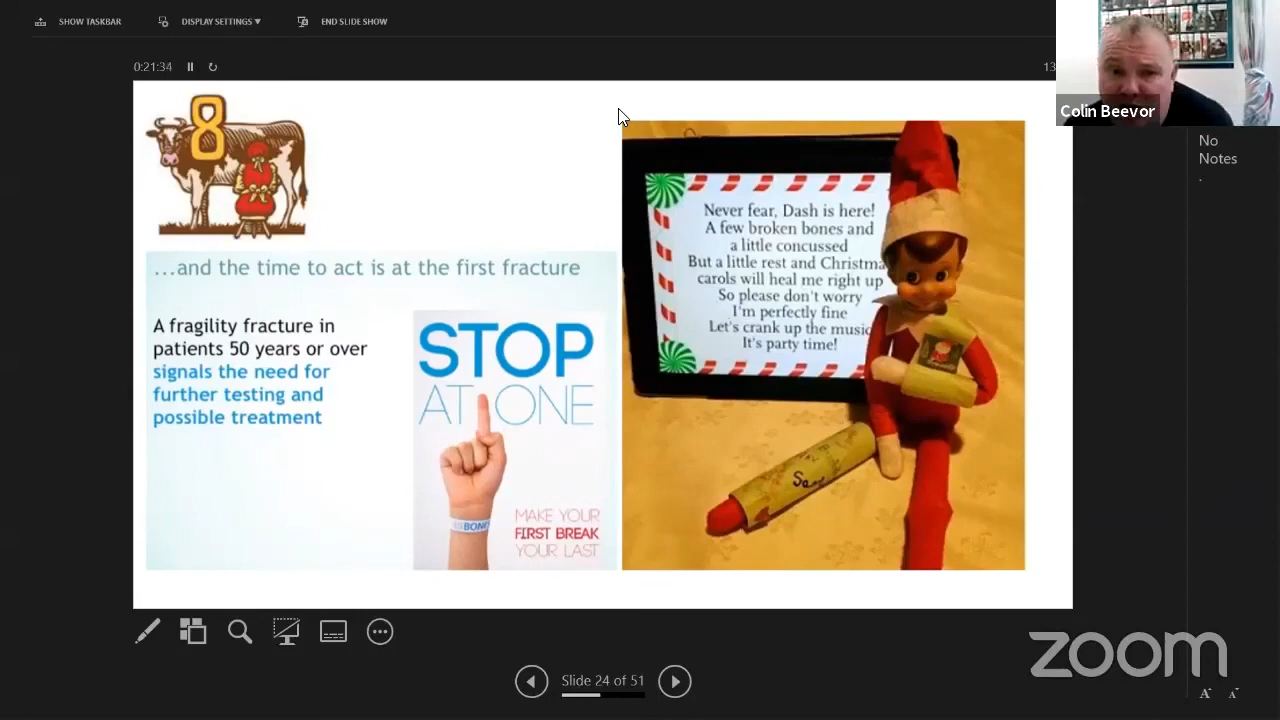 SHOW TASKBAR
DISPLAY SETTINGS ▼
END SLIDE SHOW
0:21:34
13
Colin Beevor
No
Notes
.
8
...and the time to act is at the first fracture
A fragility fracture in
patients 50 years or over
signals the need for
further testing and
possible treatment
STOP
AT ONE
MAKE YOUR
FIRST BREAK
YOUR LAST
Never fear, Dash is here!
A few broken bones and
a little concussed
But a little rest and Christma
carols will heal me right up
So please don't worry
I'm perfectly fine
Let's crank up the music
It's party time!
Slide 24 of 51
zoom
A A